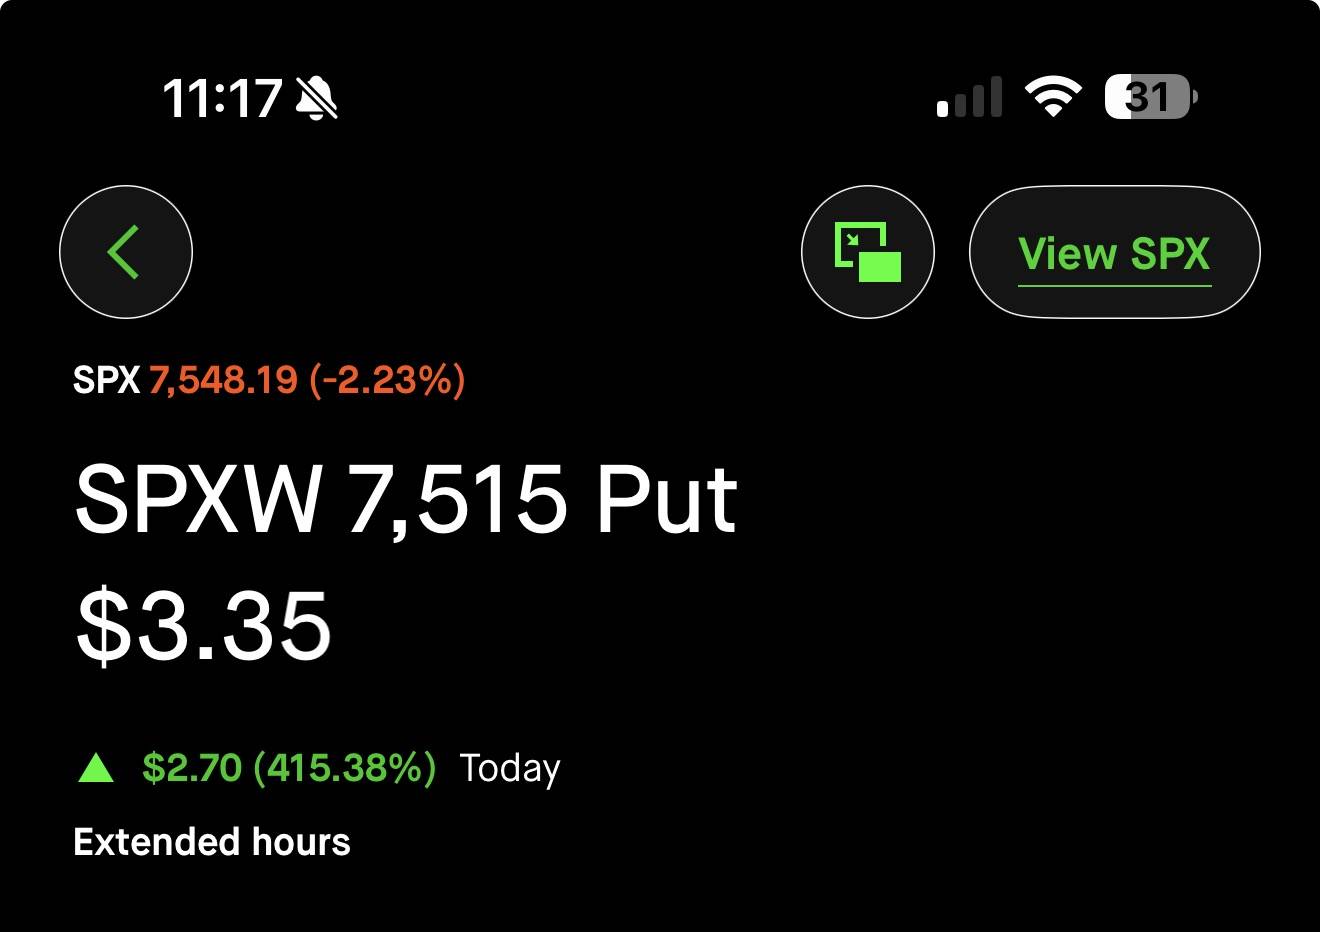 11:17
31
View SPX
SPX 7,548.19 (-2.23%)
SPXW 7,515 Put
$3.35
▲ $2.70 (415.38%) Today
Extended hours